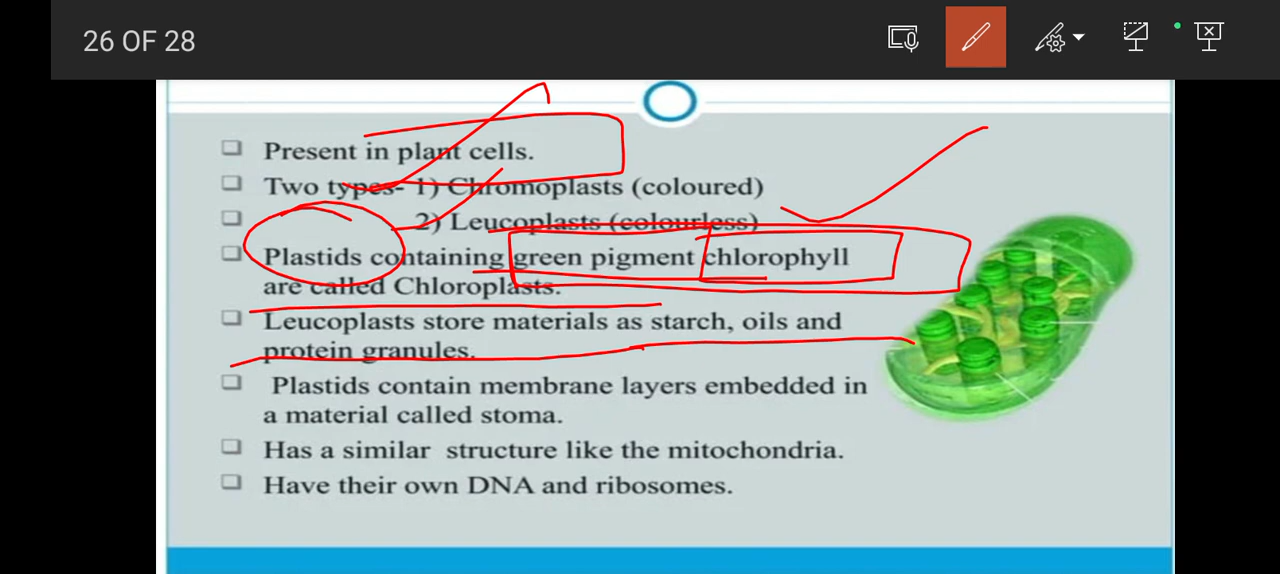 26 OF 28
Present in plant cells.
Two types- 1) Chromoplasts (coloured)
2) Leucoplasts (colourless)
Plastids containing green pigment chlorophyll
are called Chloroplasts.
Leucoplasts store materials as starch, oils and
protein granules.
Plastids contain membrane layers embedded in
a material called stoma.
Has a similar structure like the mitochondria.
Have their own DNA and ribosomes.